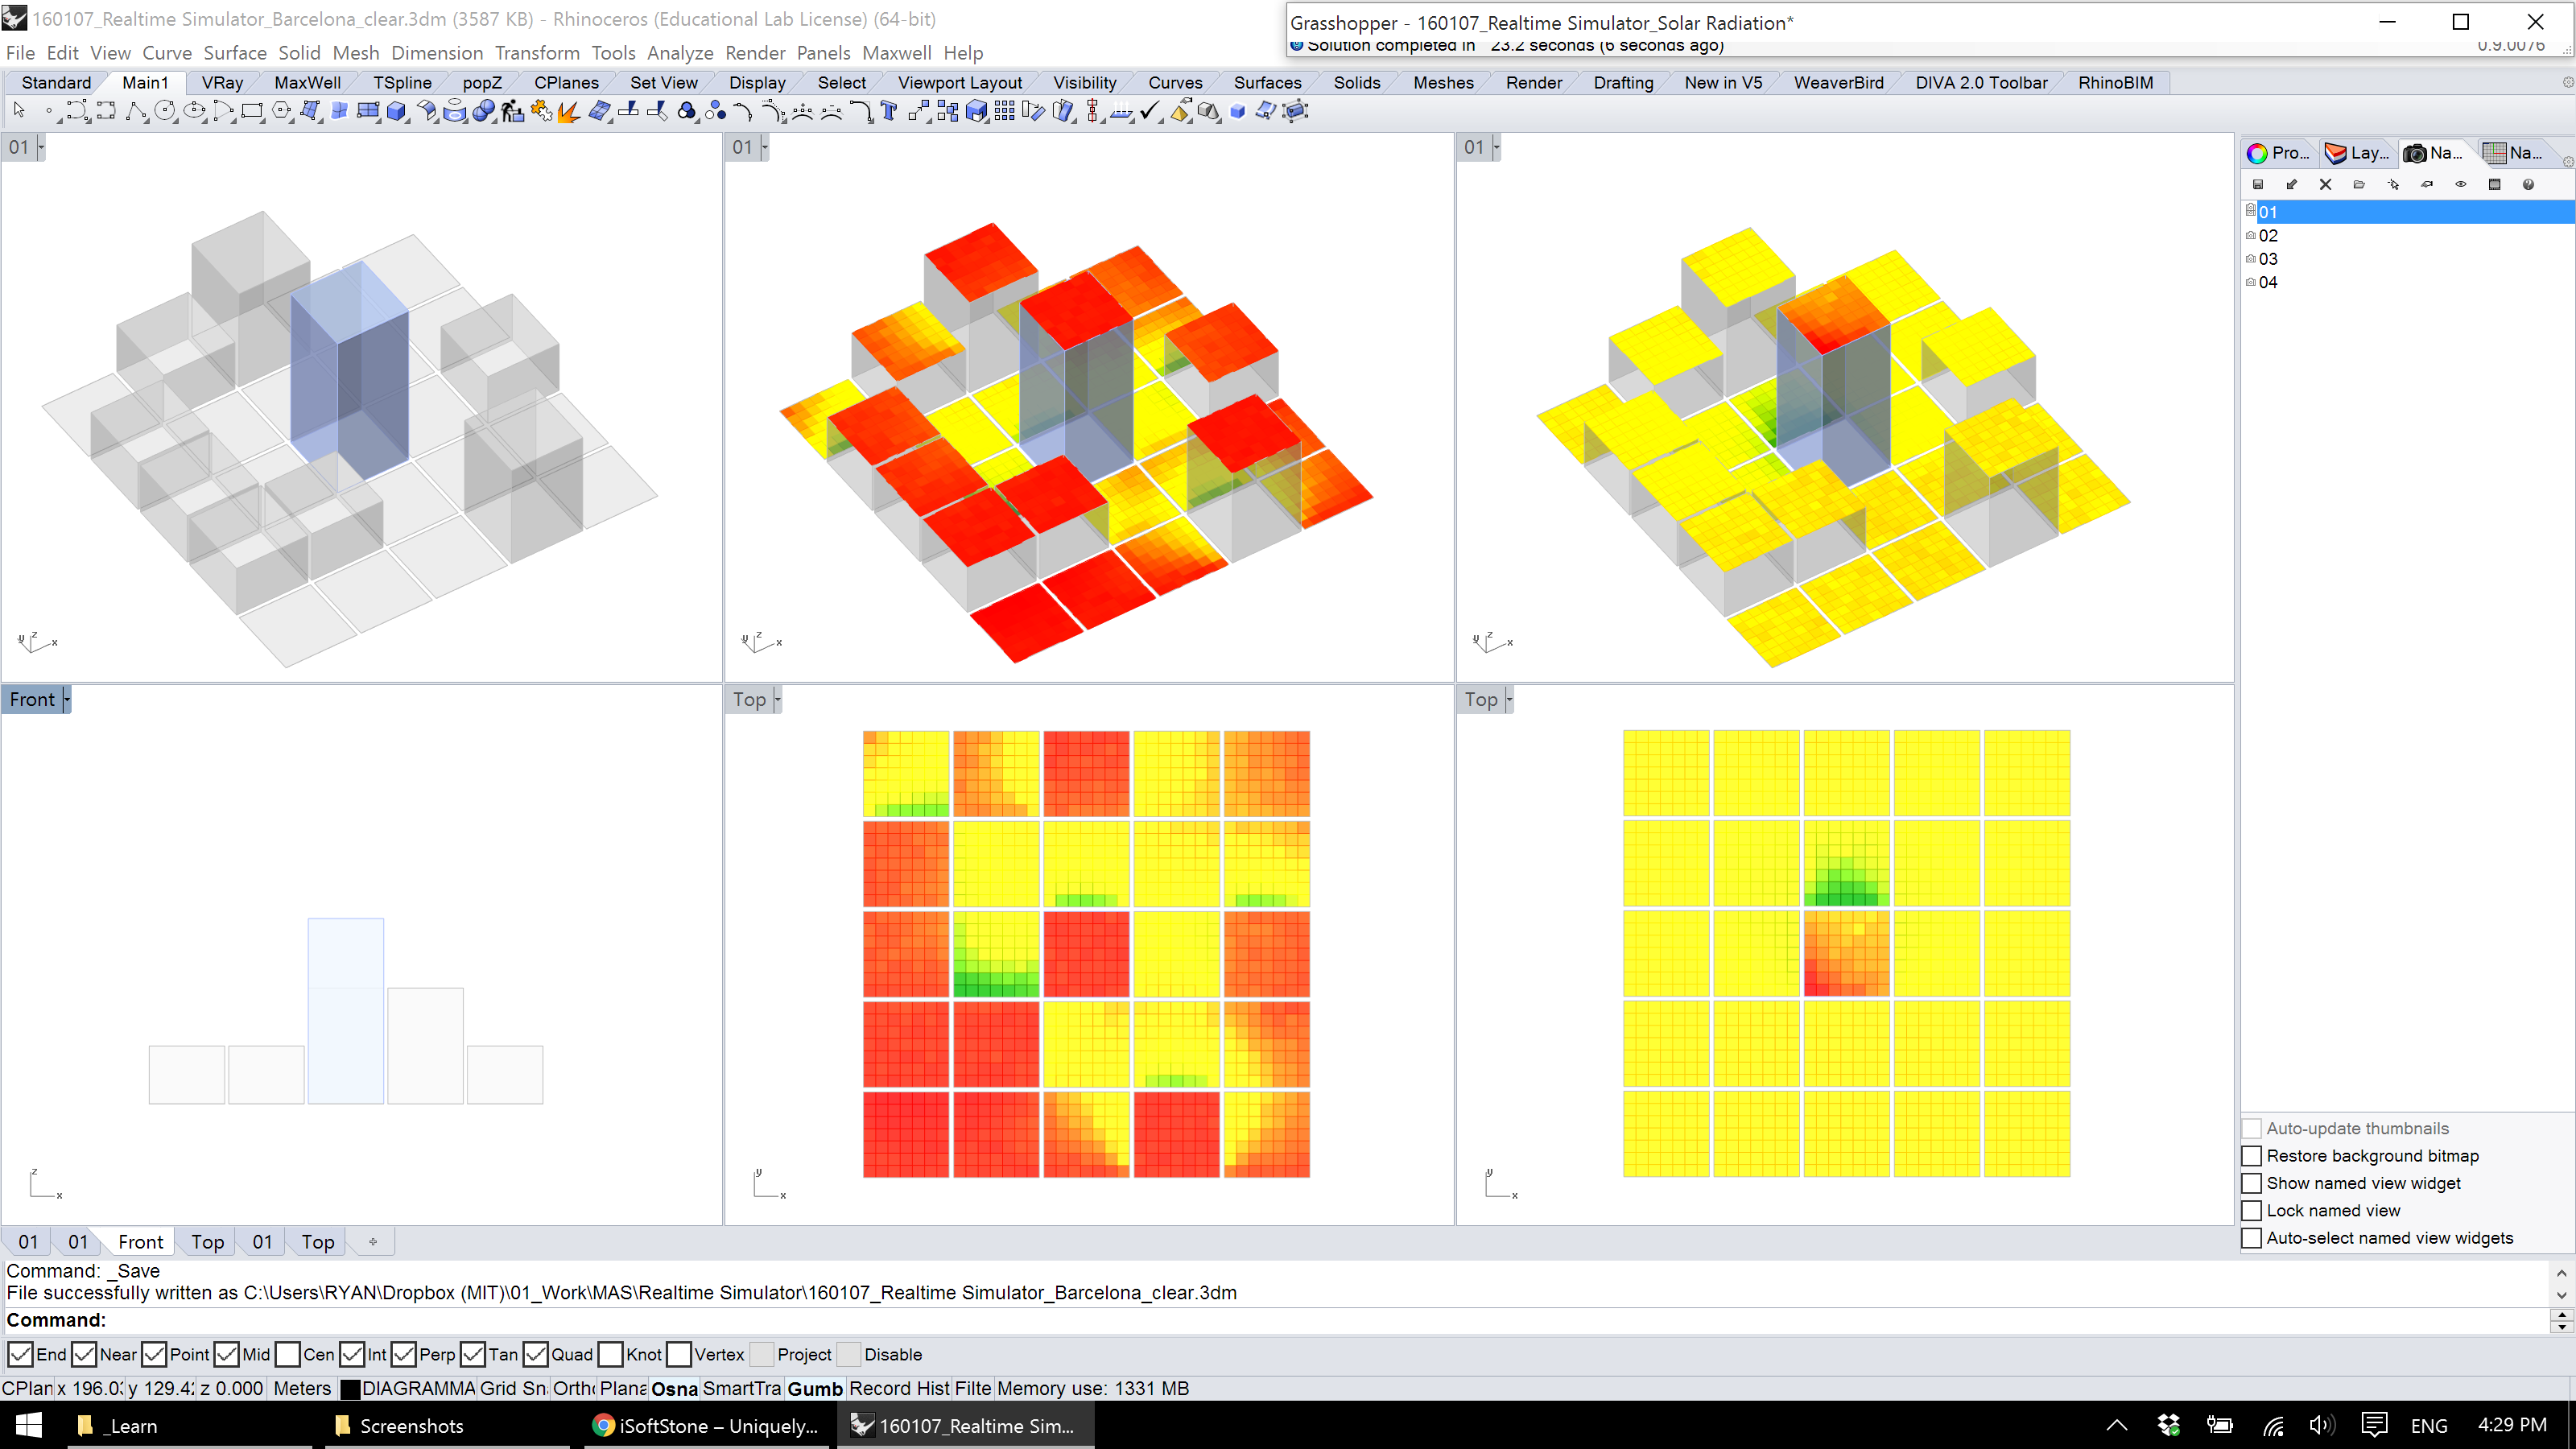 160107_Realtime Simulator_Barcelona_clear.3dm (3587 KB) - Rhinoceros (Educational Lab License) (64-bit)
Grasshopper - 160107_Realtime Simulator_Solar Radiation*
Solution completed in 23.2 seconds (6 seconds ago)
0.9.0076
File Edit View Curve Surface Solid Mesh Dimension Transform Tools Analyze Render Panels Maxwell Help
Standard Main1 VRay MaxWell TSpline popZ CPlanes Set View Display Select Viewport Layout Visibility Curves Surfaces Solids Meshes Render Drafting New in V5 WeaverBird DIVA 2.0 Toolbar RhinoBIM
01
01
01
Pro... Lay... Na... Na...
01
02
03
04
y z x
y z x
y z x
Front
Top
Top
z x
y x
y x
Auto-update thumbnails
Restore background bitmap
Show named view widget
Lock named view
Auto-select named view widgets
01 01 Front Top 01 Top
Command: _Save
File successfully written as C:\Users\RYAN\Dropbox (MIT)\01_Work\MAS\Realtime Simulator\160107_Realtime Simulator_Barcelona_clear.3dm
Command:
End Near Point Mid Cen Int Perp Tan Quad Knot Vertex Project Disable
CPlan x 196.0 y 129.4 z 0.000 Meters DIAGRAMMA Grid Sn Ortho Plana Osna SmartTra Gumb Record Hist Filte Memory use: 1331 MB
_Learn Screenshots iSoftStone – Uniquely... 160107_Realtime Sim... ENG 4:29 PM